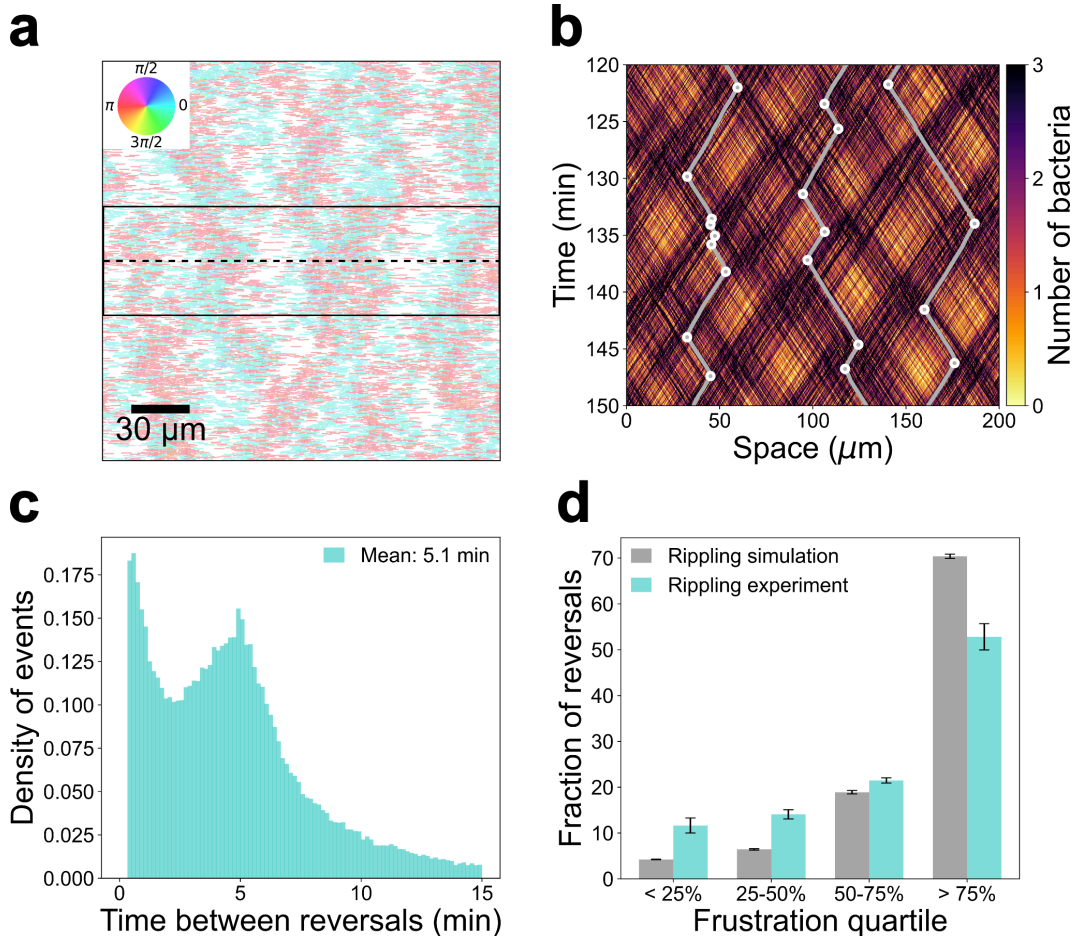 a
π/2
π
0
3π/2
30 μm
b
120
125
130
135
140
145
150
Time (min)
0
50
100
150
200
Space (μm)
3
2
1
0
Number of bacteria
c
Mean: 5.1 min
0.175
0.150
0.125
0.100
0.075
0.050
0.025
0.000
Density of events
0
5
10
15
Time between reversals (min)
d
Rippling simulation
Rippling experiment
70
60
50
40
30
20
10
0
Fraction of reversals
< 25%
25-50%
50-75%
> 75%
Frustration quartile